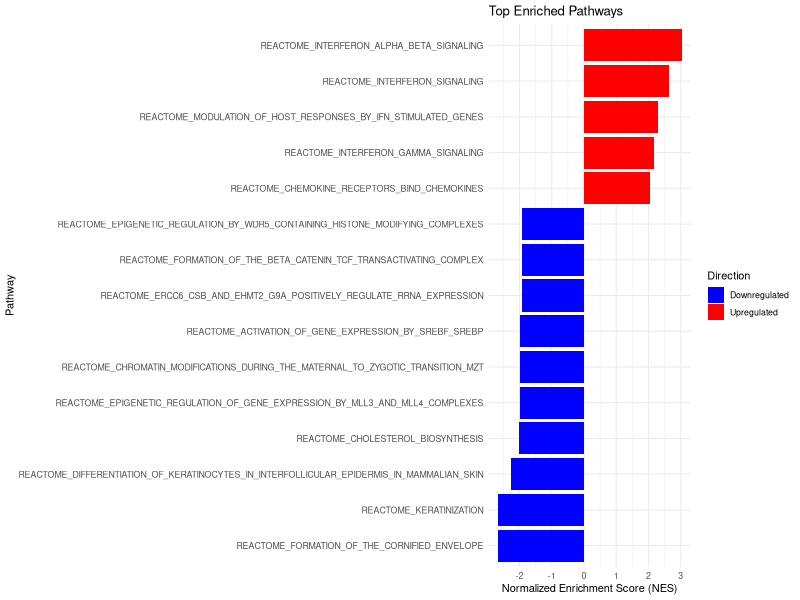 Top Enriched Pathways
REACTOME_INTERFERON_ALPHA_BETA_SIGNALING
REACTOME_INTERFERON_SIGNALING
REACTOME_MODULATION_OF_HOST_RESPONSES_BY_IFN_STIMULATED_GENES
REACTOME_INTERFERON_GAMMA_SIGNALING
REACTOME_CHEMOKINE_RECEPTORS_BIND_CHEMOKINES
REACTOME_EPIGENETIC_REGULATION_BY_WDR5_CONTAINING_HISTONE_MODIFYING_COMPLEXES
REACTOME_FORMATION_OF_THE_BETA_CATENIN_TCF_TRANSACTIVATING_COMPLEX
REACTOME_ERCC6_CSB_AND_EHMT2_G9A_POSITIVELY_REGULATE_RRNA_EXPRESSION
REACTOME_ACTIVATION_OF_GENE_EXPRESSION_BY_SREBF_SREBP
REACTOME_CHROMATIN_MODIFICATIONS_DURING_THE_MATERNAL_TO_ZYGOTIC_TRANSITION_MZT
REACTOME_EPIGENETIC_REGULATION_OF_GENE_EXPRESSION_BY_MLL3_AND_MLL4_COMPLEXES
REACTOME_CHOLESTEROL_BIOSYNTHESIS
REACTOME_DIFFERENTIATION_OF_KERATINOCYTES_IN_INTERFOLLICULAR_EPIDERMIS_IN_MAMMALIAN_SKIN
REACTOME_KERATINIZATION
REACTOME_FORMATION_OF_THE_CORNIFIED_ENVELOPE
Pathway
-2 -1 0 1 2 3
Normalized Enrichment Score (NES)
Direction
Downregulated
Upregulated